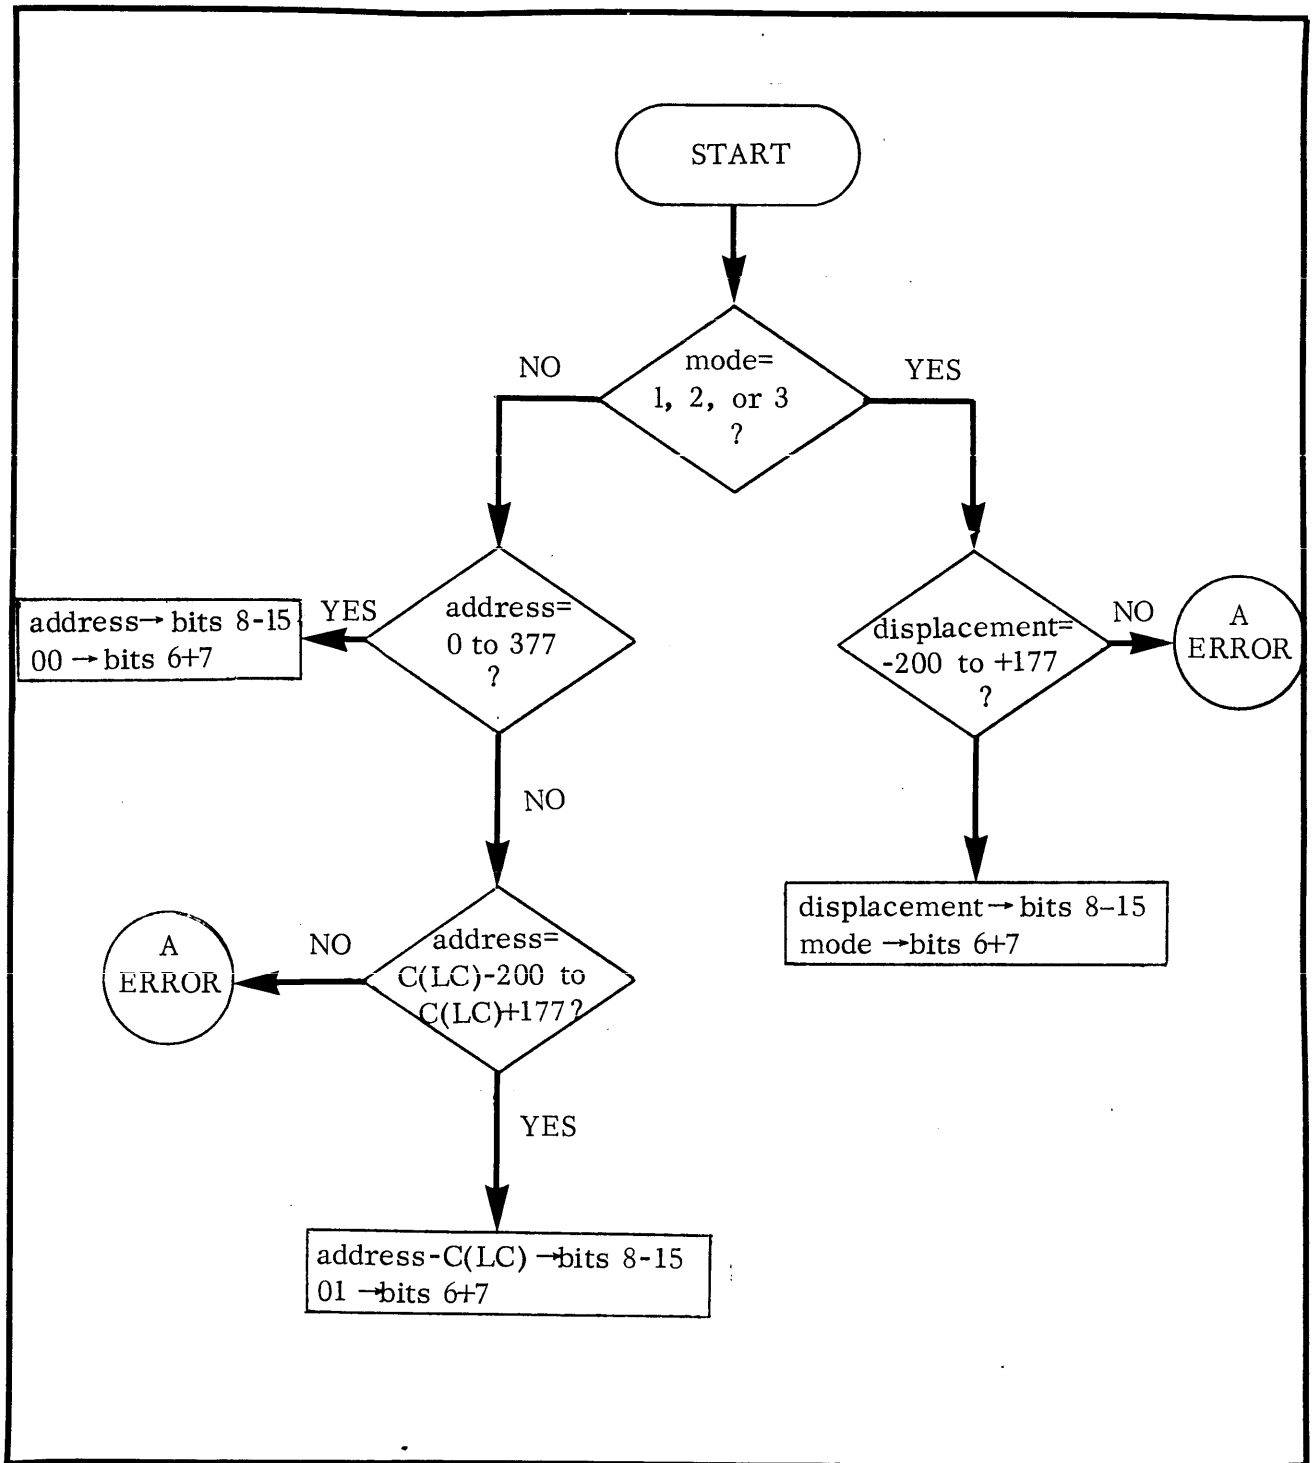 START
NO
mode=
1, 2, or 3
?
YES
address→ bits 8-15
00 → bits 6+7
YES
address=
0 to 377
?
displacement=
-200 to +177
?
NO
A
ERROR
NO
displacement→ bits 8-15
mode →bits 6+7
A
ERROR
NO
address=
C(LC)-200 to
C(LC)+177?
YES
address-C(LC) →bits 8-15
01 →bits 6+7